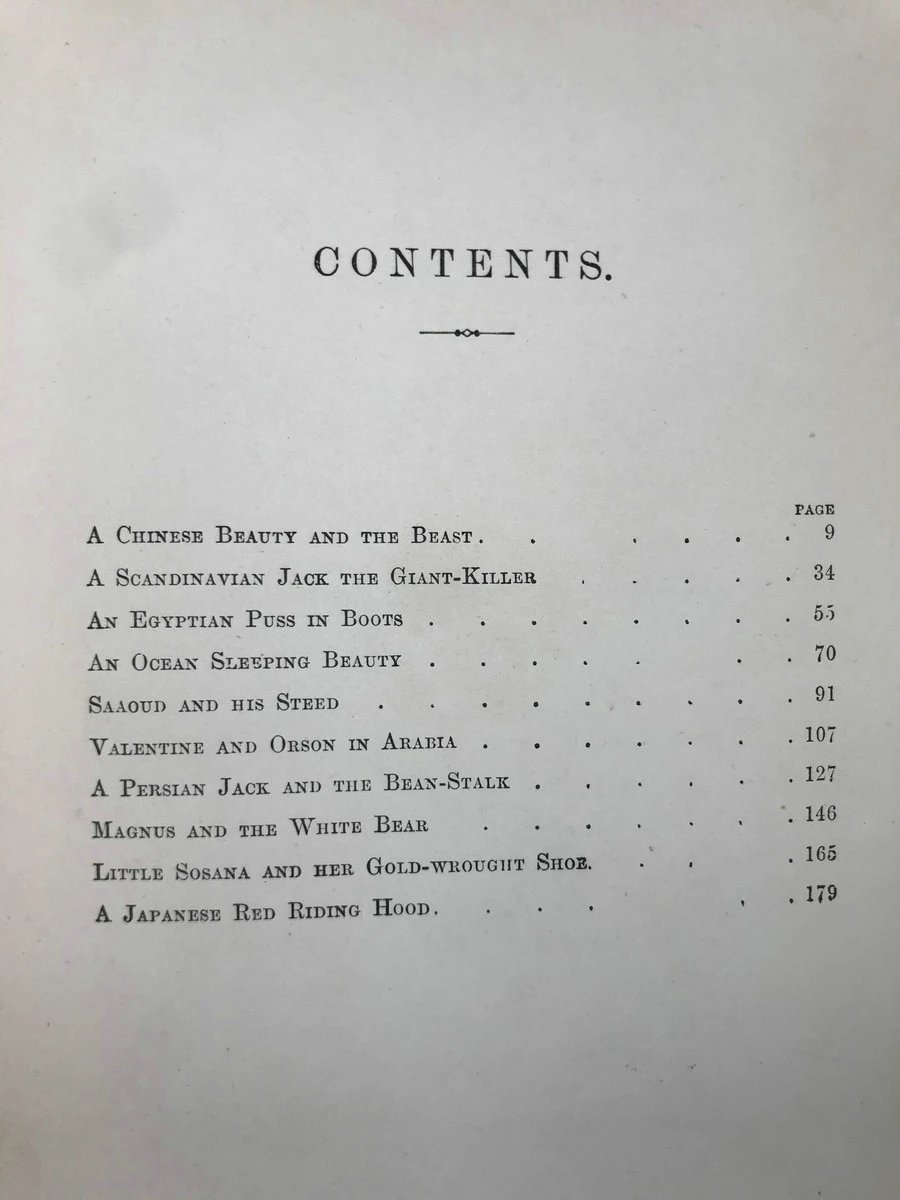 CONTENTS.
PAGE
A CHINESE BEAUTY AND THE BEAST. . . . . . 9
A SCANDINAVIAN JACK THE GIANT-KILLER . . . . . 34
AN EGYPTIAN PUSS IN BOOTS . . . . . . . . 55
AN OCEAN SLEEPING BEAUTY . . . . . . . 70
SAAOUD AND HIS STEED . . . . . . . . . 91
VALENTINE AND ORSON IN ARABIA . . . . . . . 107
A PERSIAN JACK AND THE BEAN-STALK . . . . . . 127
MAGNUS AND THE WHITE BEAR . . . . . . . 146
LITTLE SOSANA AND HER GOLD-WROUGHT SHOE. . . . 165
A JAPANESE RED RIDING HOOD. . . . . . 179